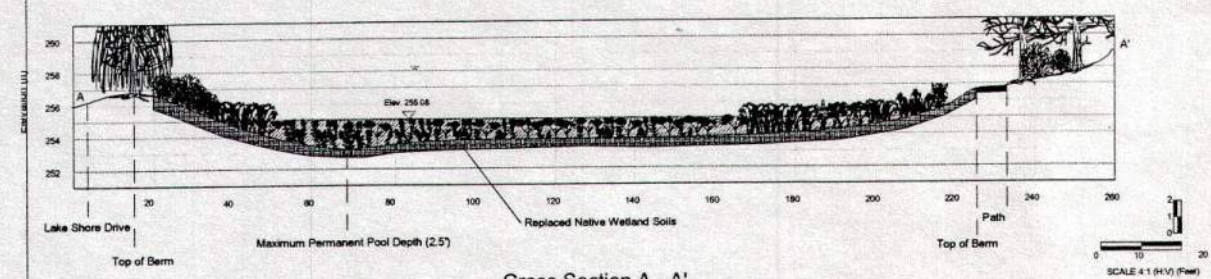 260
258
256
254
252
A
A'
Elev. 255.08
20
40
60
80
100
120
140
160
180
200
220
240
260
Lake Shore Drive
Top of Berm
Maximum Permanent Pool Depth (2.5")
Replaced Native Wetland Soils
Top of Berm
Path
2
1
0
0
10
20
SCALE 4:1 (H:V) (Feet)
Cross Section A - A'